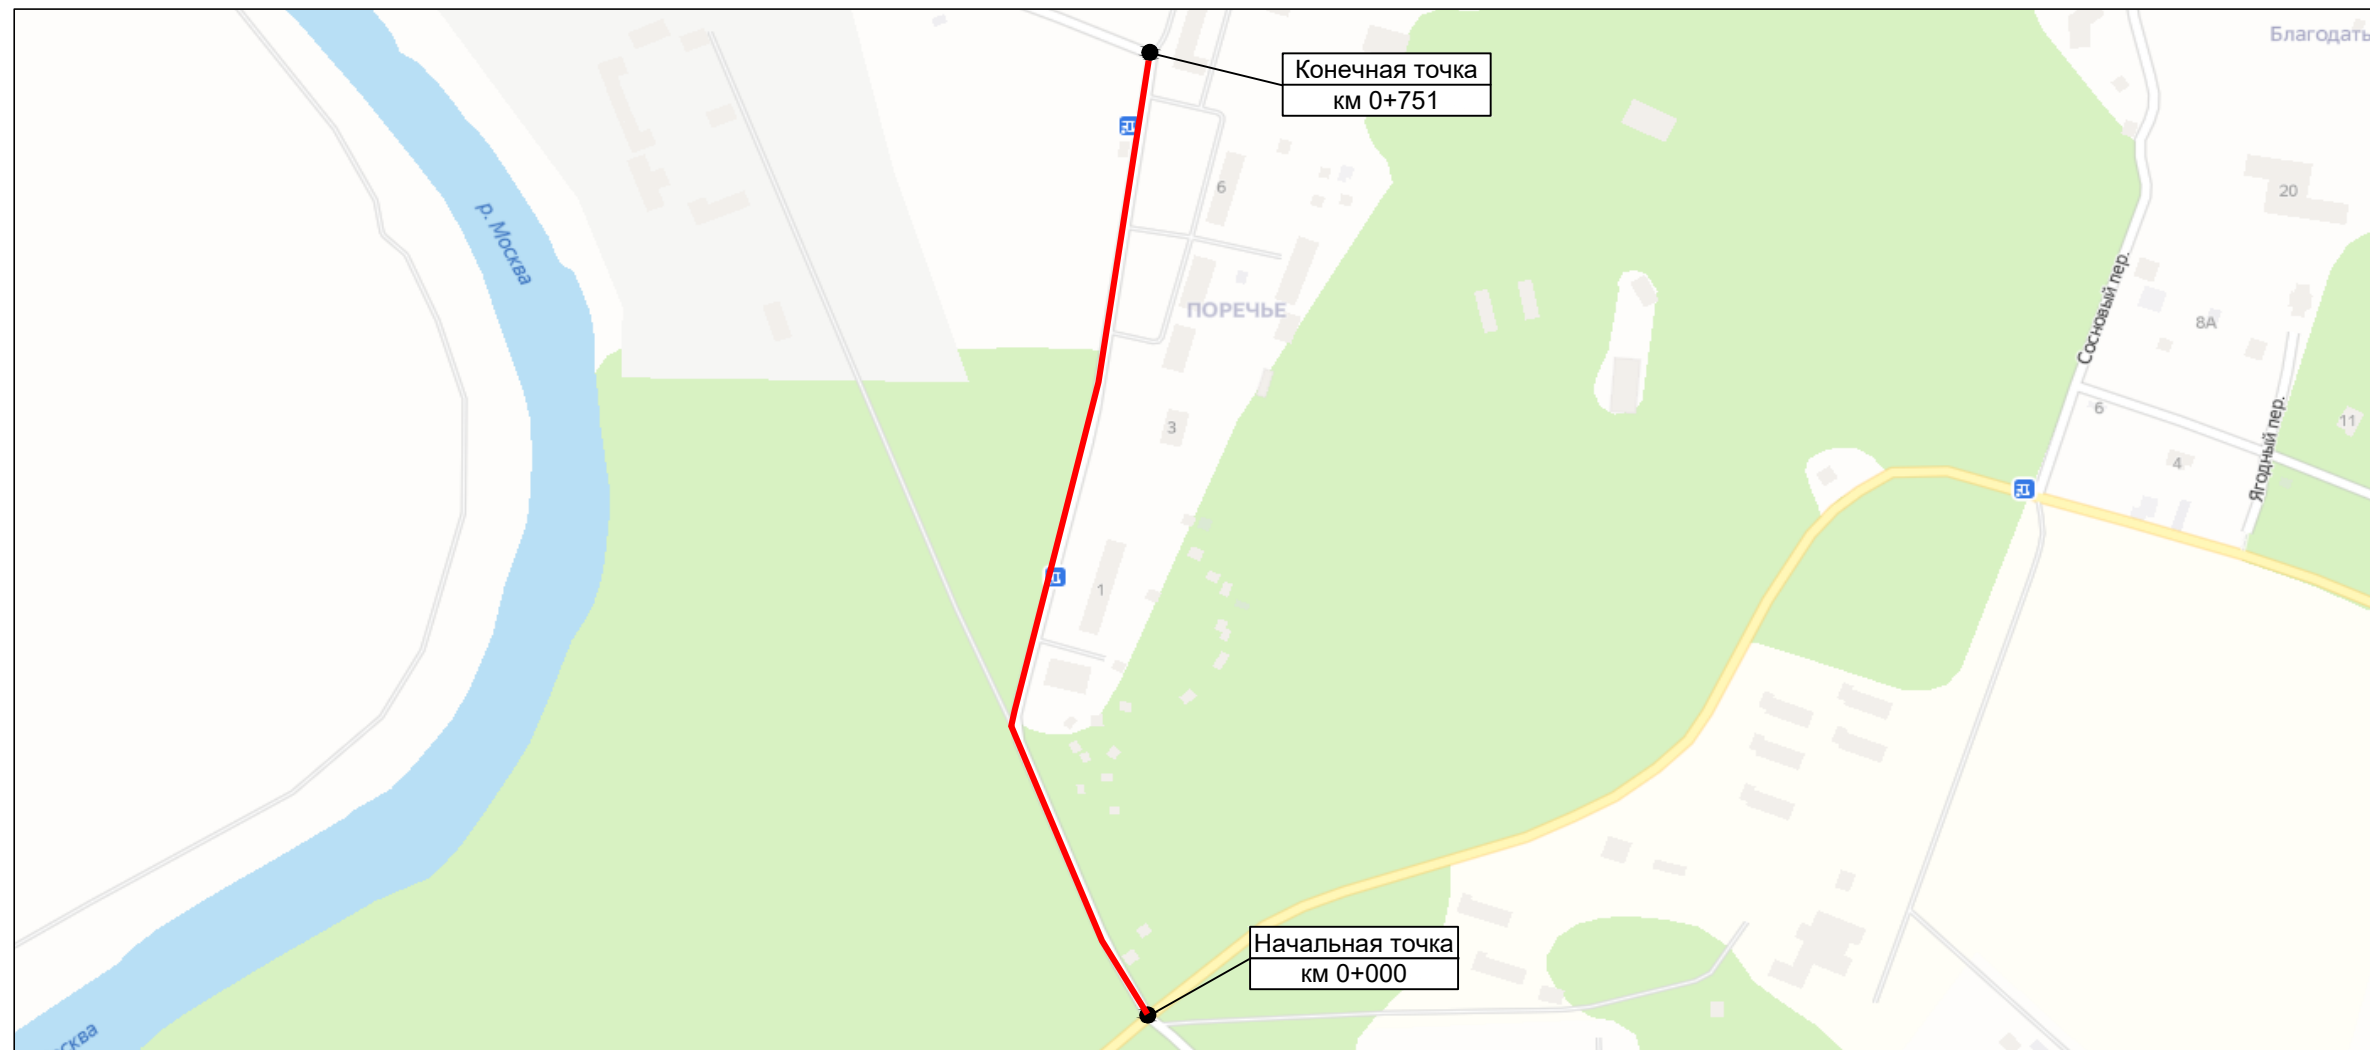 Благодать
Конечная точка
км 0+751
6
20
р. Москва
ПОРЕЧЬЕ
Сосновый пер.
8А
6
3
11
Ягодный пер.
4
1
Начальная точка
км 0+000